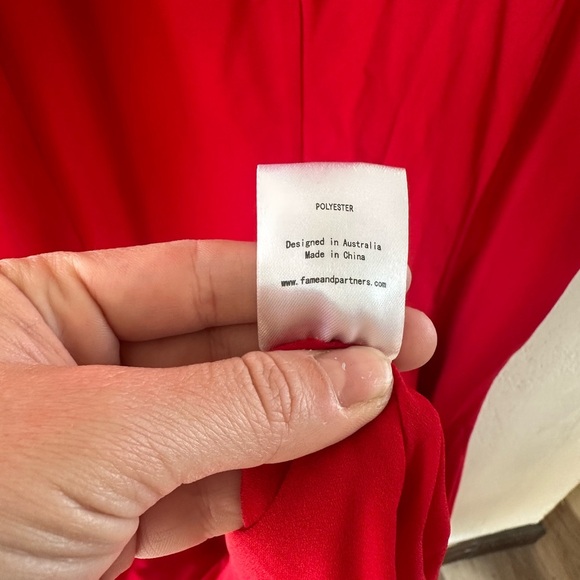 POLYESTER
Designed in Australia
Made in China
www.fameandpartners.com